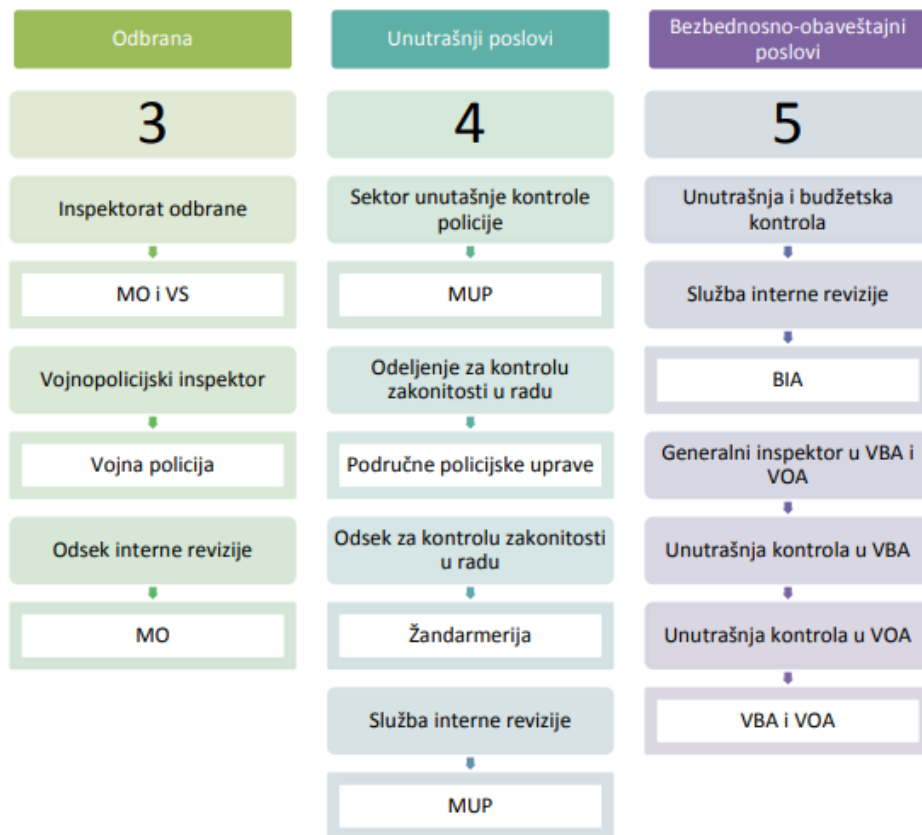 Odbrana
3
Inspektorat odbrane
MO i VS
Vojnopolicijski inspektor
Vojna policija
Odsek interne revizije
MO
Unutrašnji poslovi
4
Sektor unutašnje kontrole
policije
MUP
Odeljenje za kontrolu
zakonitosti u radu
Područne policijske uprave
Odsek za kontrolu zakonitosti
u radu
Žandarmerija
Služba interne revizije
MUP
Bezbednosno-obaveštajni
poslovi
5
Unutrašnja i budžetska
kontrola
Služba interne revizije
BIA
Generalni inspektor u VBA i
VOA
Unutrašnja kontrola u VBA
Unutrašnja kontrola u VOA
VBA i VOA